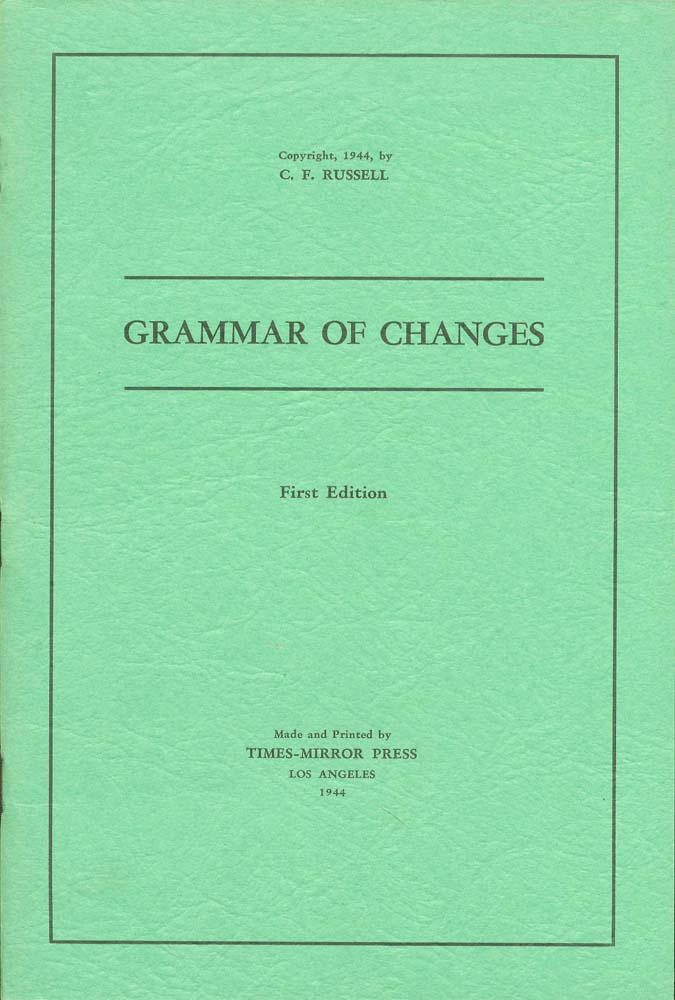 Copyright, 1944, by
C. F. RUSSELL
GRAMMAR OF CHANGES
First Edition
Made and Printed by
TIMES-MIRROR PRESS
LOS ANGELES
1944